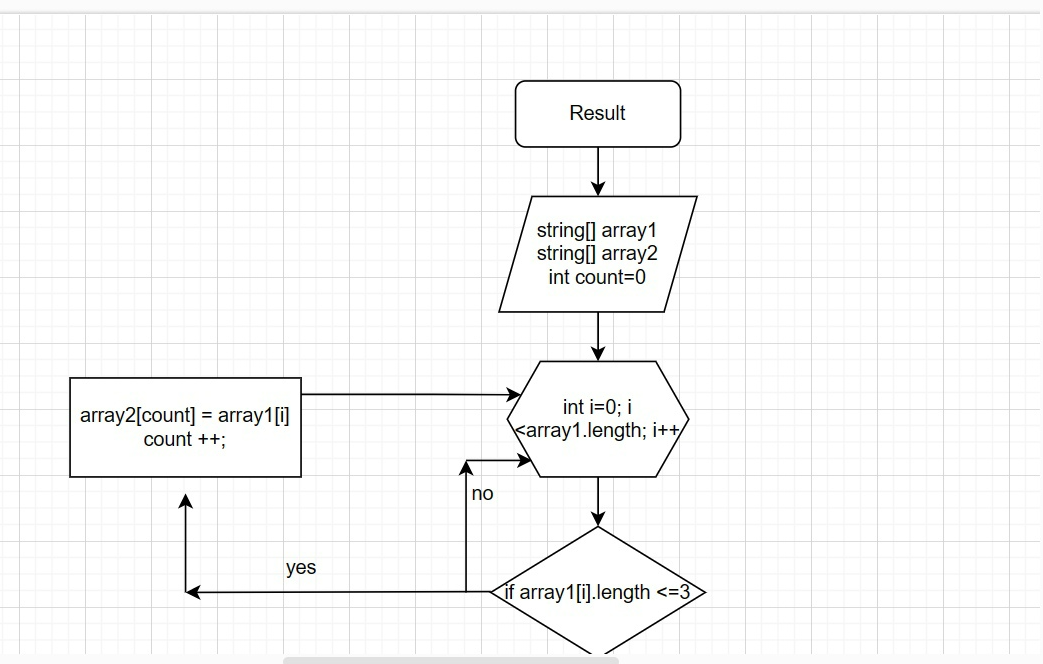 Result
string[] array1
string[] array2
int count=0
int i=0; i
<array1.length; i++
array2[count] = array1[i]
count ++;
no
yes
if array1[i].length <=3